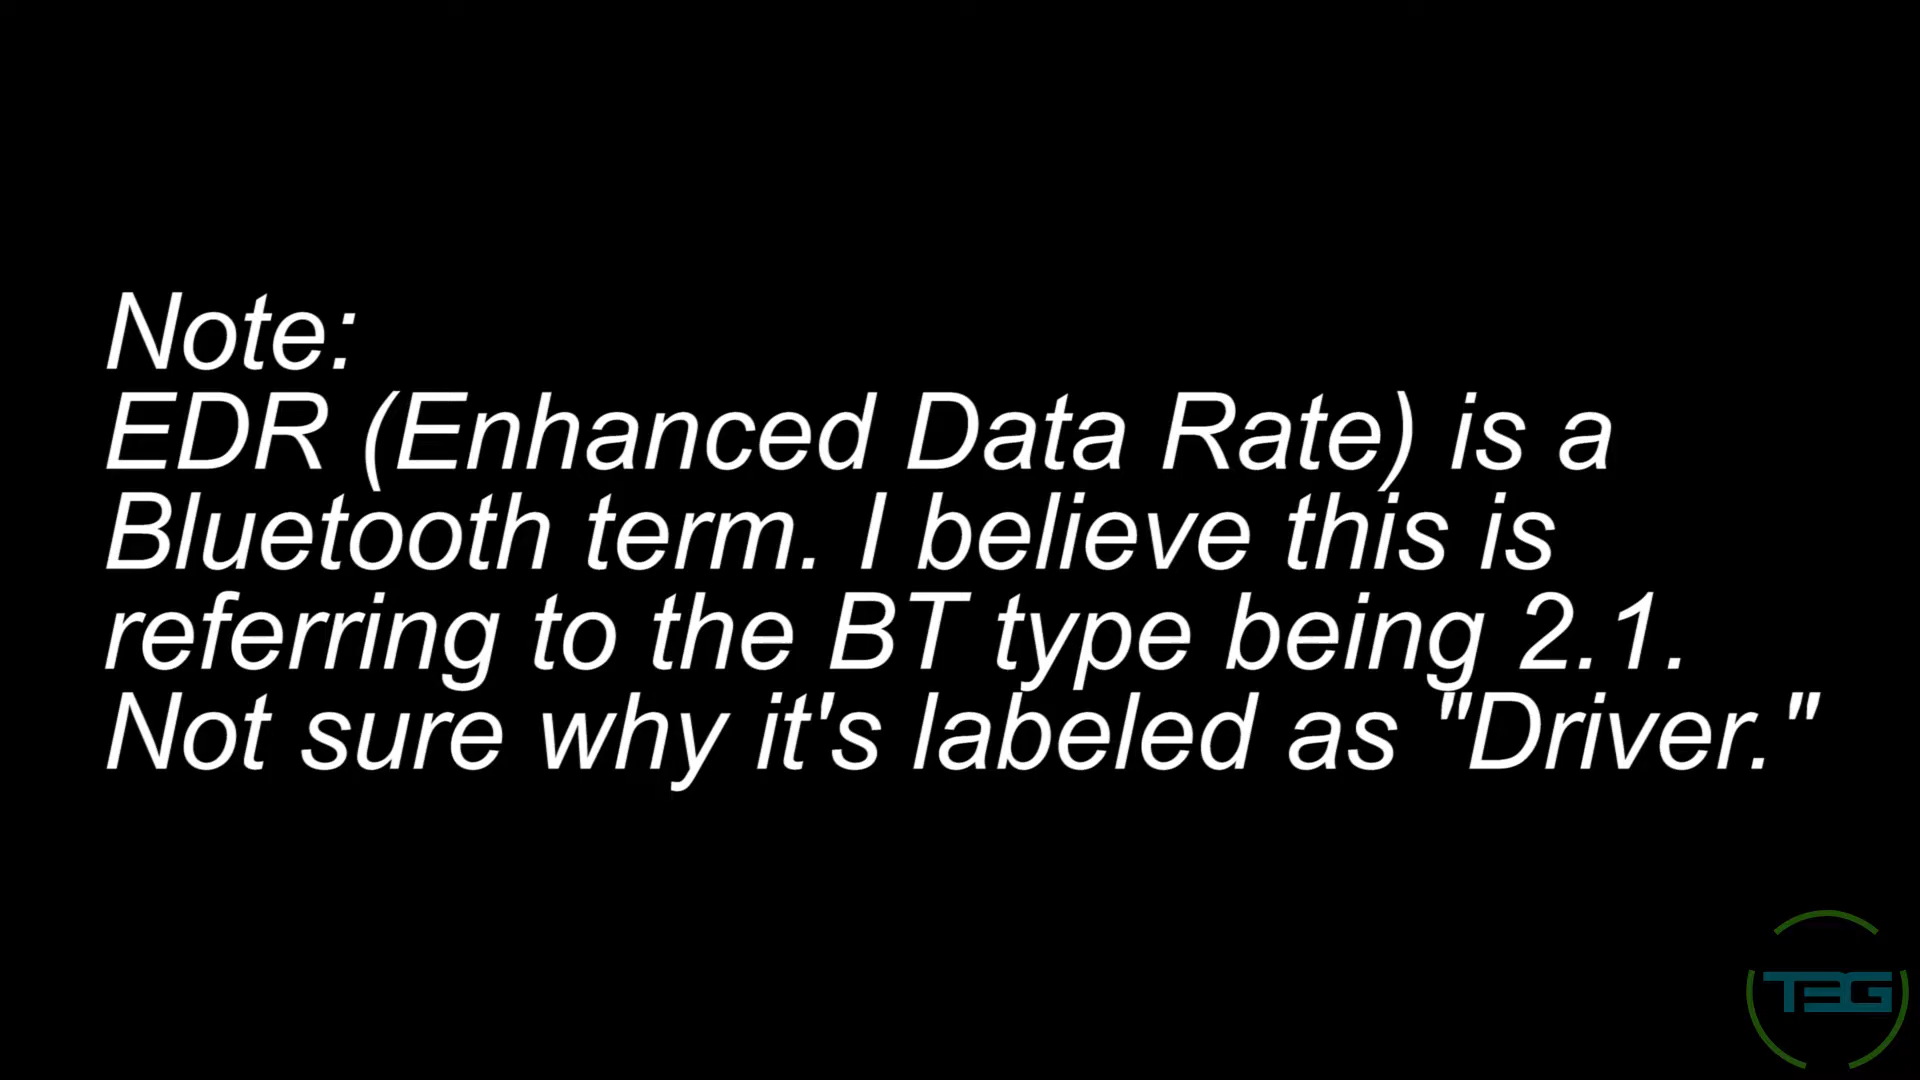 Note:
EDR (Enhanced Data Rate) is a
Bluetooth term. I believe this is
referring to the BT type being 2.1.
Not sure why it's labeled as "Driver."
TBG